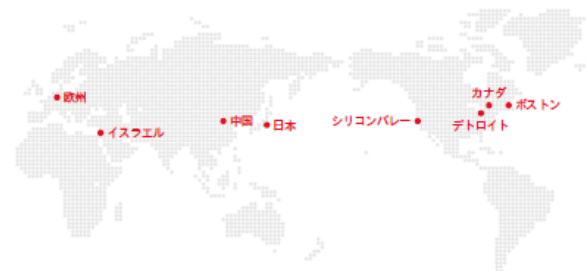 欧州
イスラエル
中国
日本
シリコンバレー
カナダ
ボストン
デトロイト